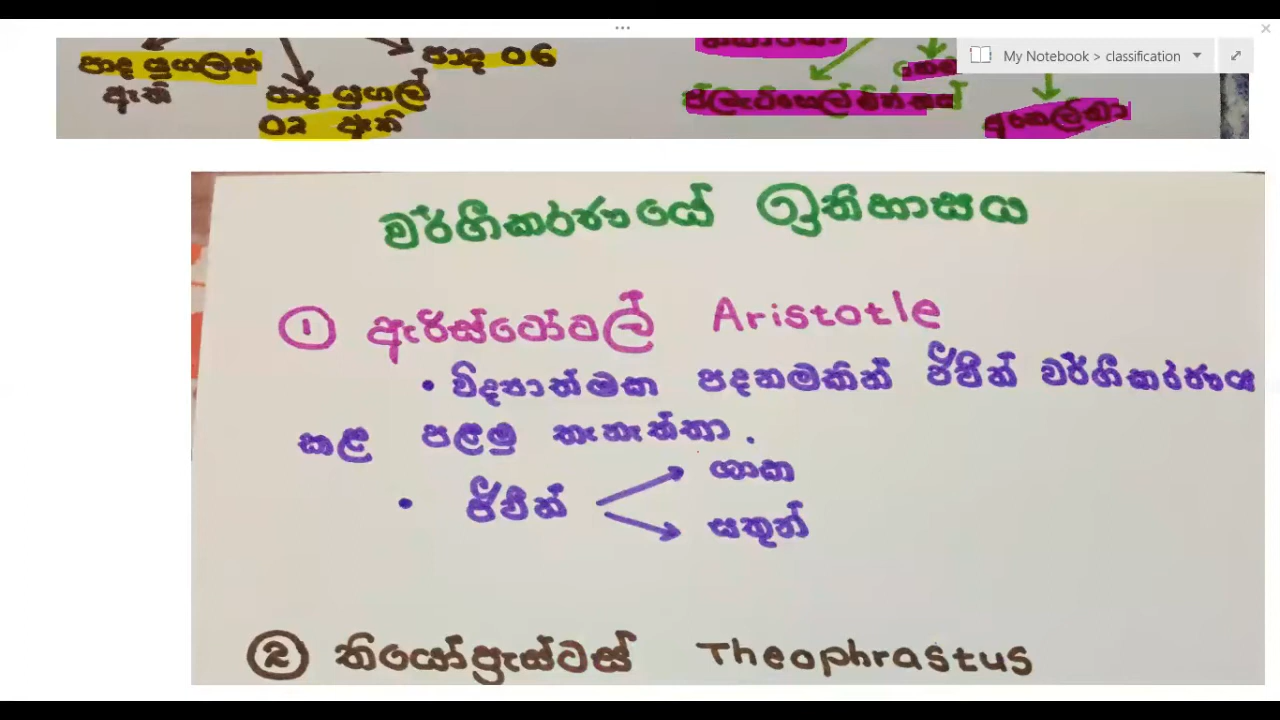 පාද යුගලක්
ඇති
පාද යුගල්
02 ඇති
පාද 06
ප්ලැටිහෙල්මින්තස්
My Notebook > classification
වර්ගීකරණයේ ඉතිහාසය
① ඇරිස්ටෝටල් Aristotle
• විද්‍යාත්මක පදනමකින් ජීවීන් වර්ගීකරණය
කළ පළමු තැනැත්තා.
• ජීවීන්
ශාක
සතුන්
② තියෝප්‍රැස්ටස් Theophrastus